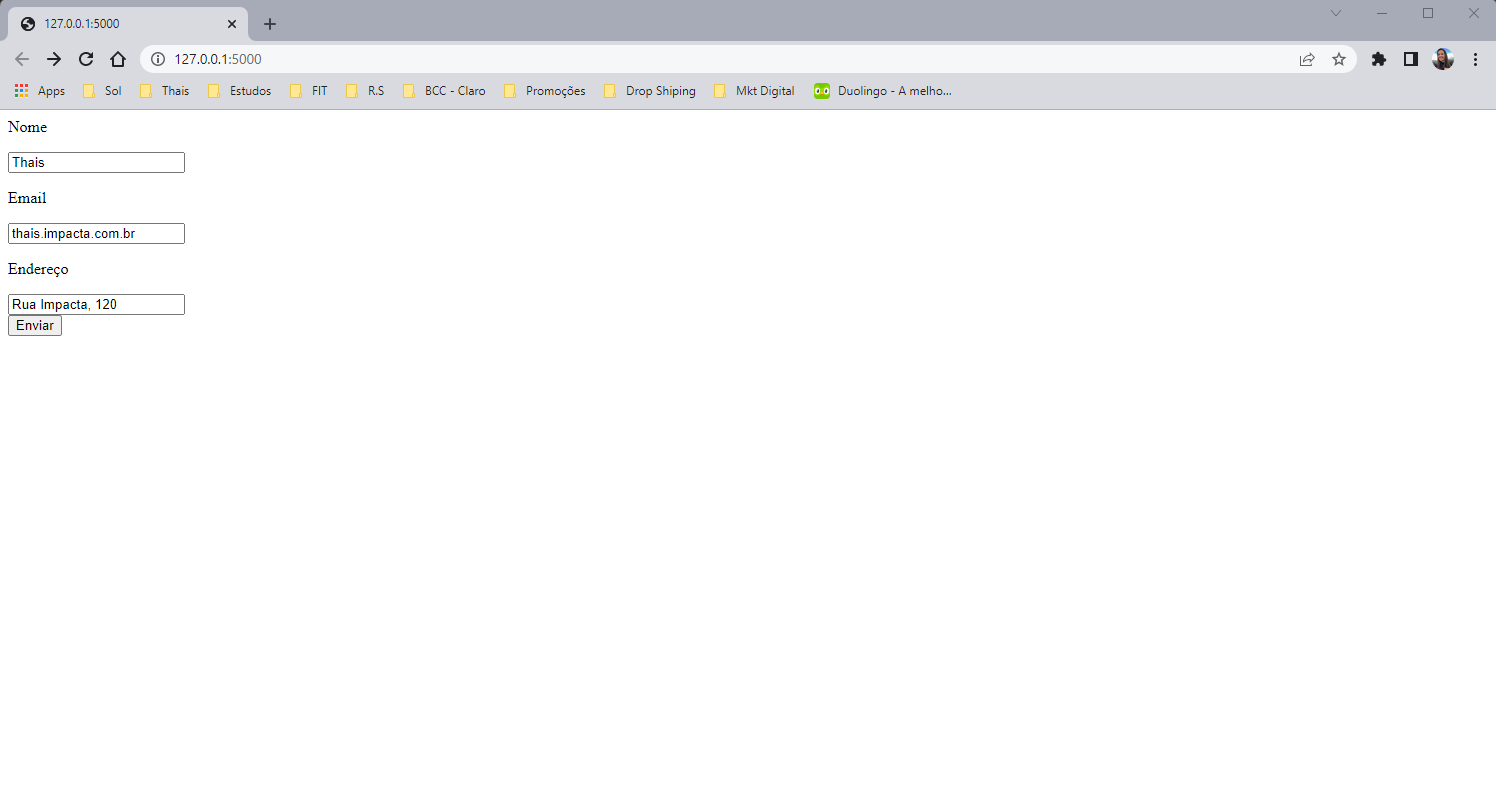 127.0.0.1:5000
127.0.0.1:5000
Apps Sol Thais Estudos FIT R.S BCC - Claro Promoções Drop Shiping Mkt Digital Duolingo - A melho...
Nome
Thais
Email
thais.impacta.com.br
Endereço
Rua Impacta, 120
Enviar